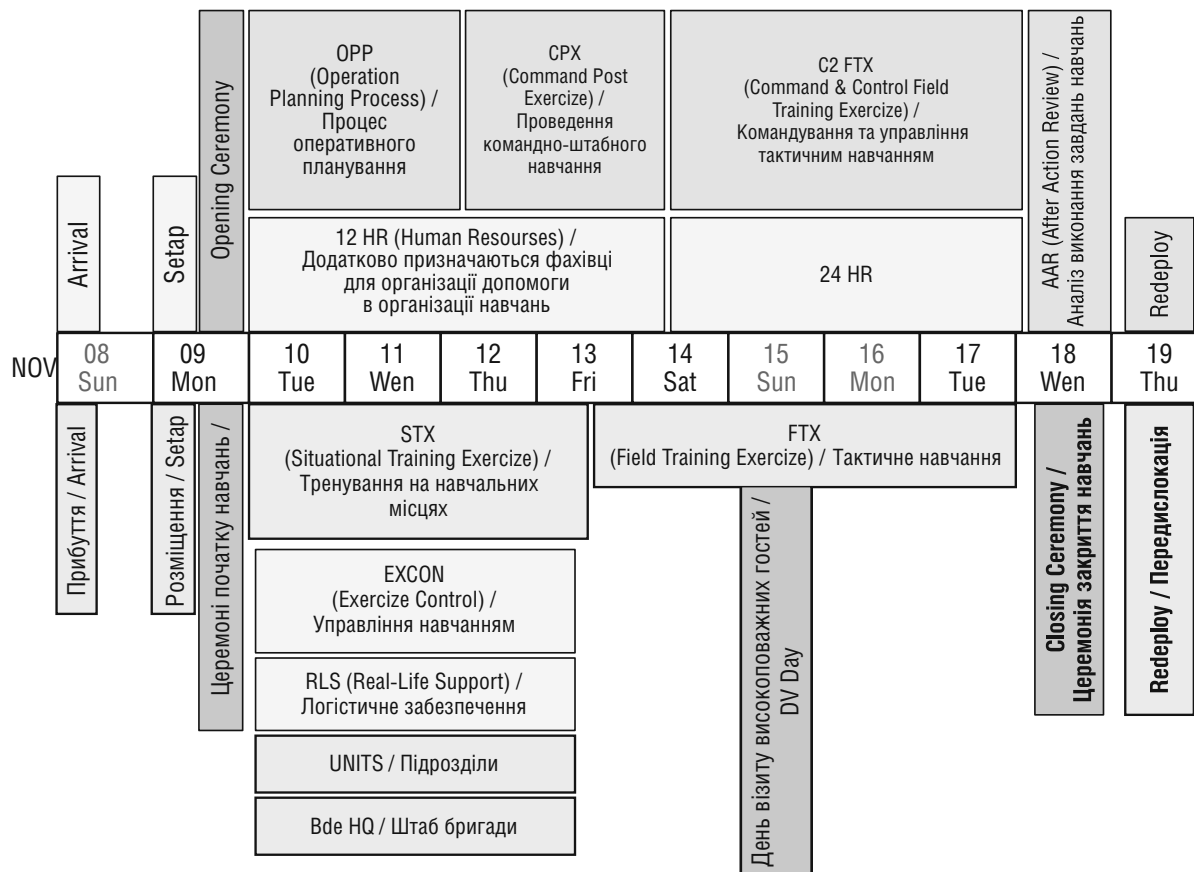 OPP
(Operation
Planning Process) /
Процес
оперативного
планування
CPX
(Command Post
Exercize) /
Проведення
командно-штабного
навчання
C2 FTX
(Command & Control Field
Training Exercize) /
Командування та управління
тактичним навчанням
Arrival
Setap
Opening Ceremony
12 HR (Human Resourses) /
Додатково призначаються фахівці
для організації допомоги
в організації навчань
24 HR
AAR (After Action Review) /
Аналіз виконання завдань навчань
Redeploy
NOV
08
Sun
09
Mon
10
Tue
11
Wen
12
Thu
13
Fri
14
Sat
15
Sun
16
Mon
17
Tue
18
Wen
19
Thu
Прибуття / Arrival
Розміщення / Setap
Церемоні початку навчань /
STX
(Situational Training Exercize) /
Тренування на навчальних
місцях
FTX
(Field Training Exercize) / Тактичне навчання
EXCON
(Exercize Control) /
Управління навчанням
RLS (Real-Life Support) /
Логістичне забезпечення
UNITS / Підрозділи
Bde HQ / Штаб бригади
День візиту високоповажних гостей /
DV Day
Closing Ceremony /
Церемонія закриття навчань
Redeploy / Передислокація